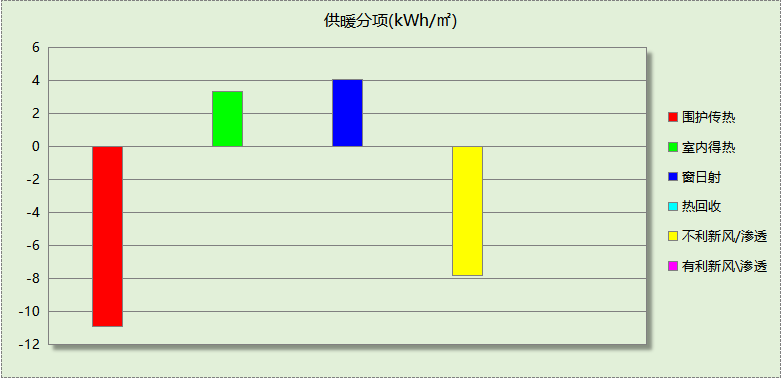 供暖分项(kWh/㎡)
6
4
2
0
-2
-4
-6
-8
-10
-12
围护传热
室内得热
窗日射
热回收
不利新风/渗透
有利新风\渗透